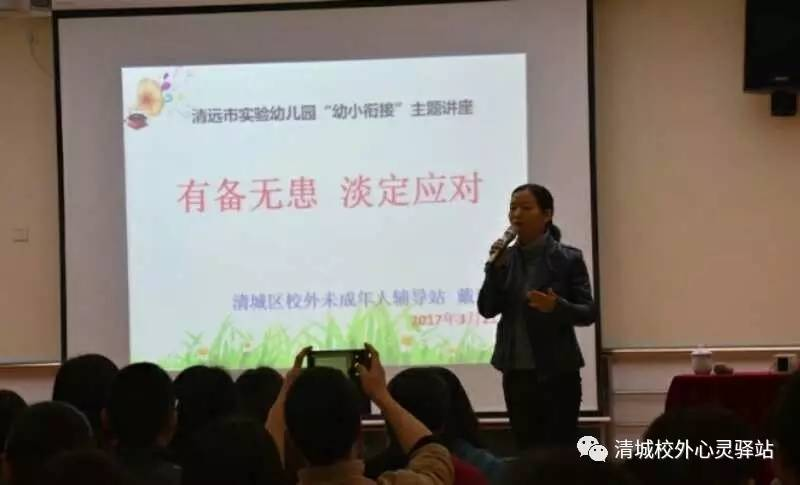 清远市实验幼儿园“幼小衔接”主题讲座
有备无患 淡定应对
清城区校外未成年人辅导站 戴
2017年3月2
清城校外心灵驿站